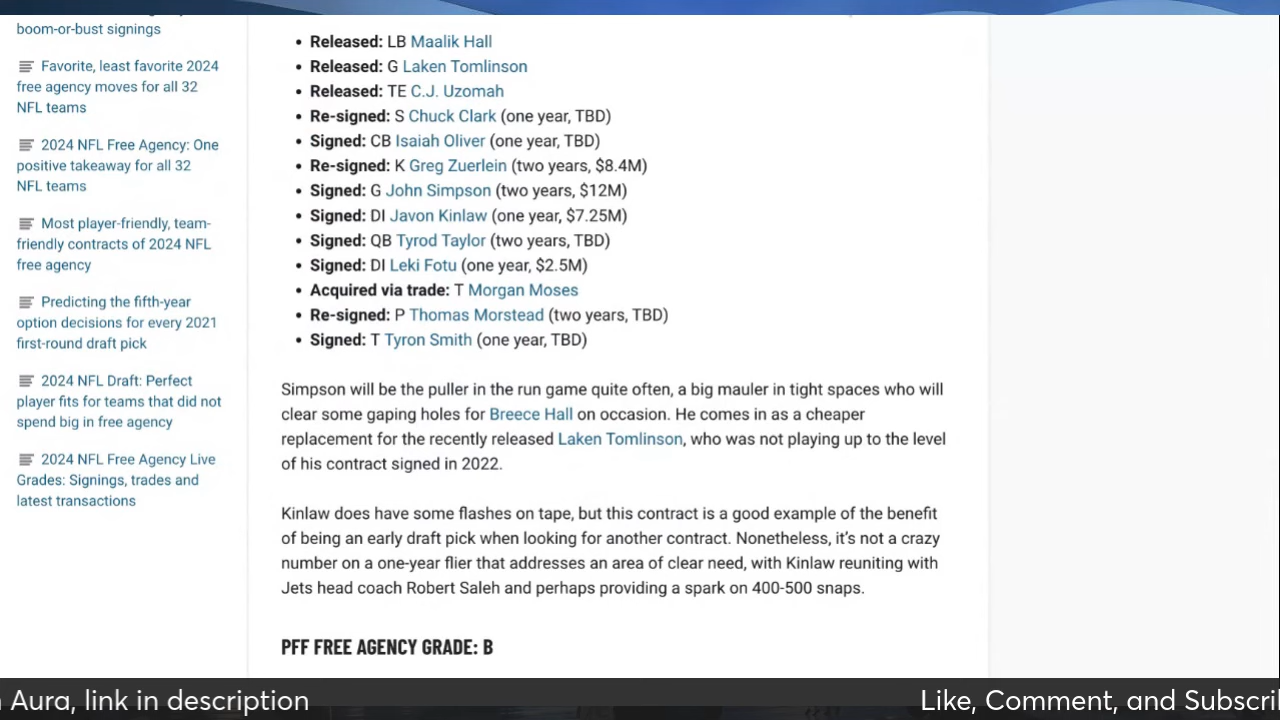 boom-or-bust signings
Favorite, least favorite 2024
free agency moves for all 32
NFL teams
2024 NFL Free Agency: One
positive takeaway for all 32
NFL teams
Most player-friendly, team-
friendly contracts of 2024 NFL
free agency
Predicting the fifth-year
option decisions for every 2021
first-round draft pick
2024 NFL Draft: Perfect
player fits for teams that did not
spend big in free agency
2024 NFL Free Agency Live
Grades: Signings, trades and
latest transactions
• Released: LB Maalik Hall
• Released: G Laken Tomlinson
• Released: TE C.J. Uzomah
• Re-signed: S Chuck Clark (one year, TBD)
• Signed: CB Isaiah Oliver (one year, TBD)
• Re-signed: K Greg Zuerlein (two years, $8.4M)
• Signed: G John Simpson (two years, $12M)
• Signed: DI Javon Kinlaw (one year, $7.25M)
• Signed: QB Tyrod Taylor (two years, TBD)
• Signed: DI Leki Fotu (one year, $2.5M)
• Acquired via trade: T Morgan Moses
• Re-signed: P Thomas Morstead (two years, TBD)
• Signed: T Tyron Smith (one year, TBD)
Simpson will be the puller in the run game quite often, a big mauler in tight spaces who will
clear some gaping holes for Breece Hall on occasion. He comes in as a cheaper
replacement for the recently released Laken Tomlinson, who was not playing up to the level
of his contract signed in 2022.
Kinlaw does have some flashes on tape, but this contract is a good example of the benefit
of being an early draft pick when looking for another contract. Nonetheless, it’s not a crazy
number on a one-year flier that addresses an area of clear need, with Kinlaw reuniting with
Jets head coach Robert Saleh and perhaps providing a spark on 400-500 snaps.
PFF FREE AGENCY GRADE: B
Aura, link in description
Like, Comment, and Subscri